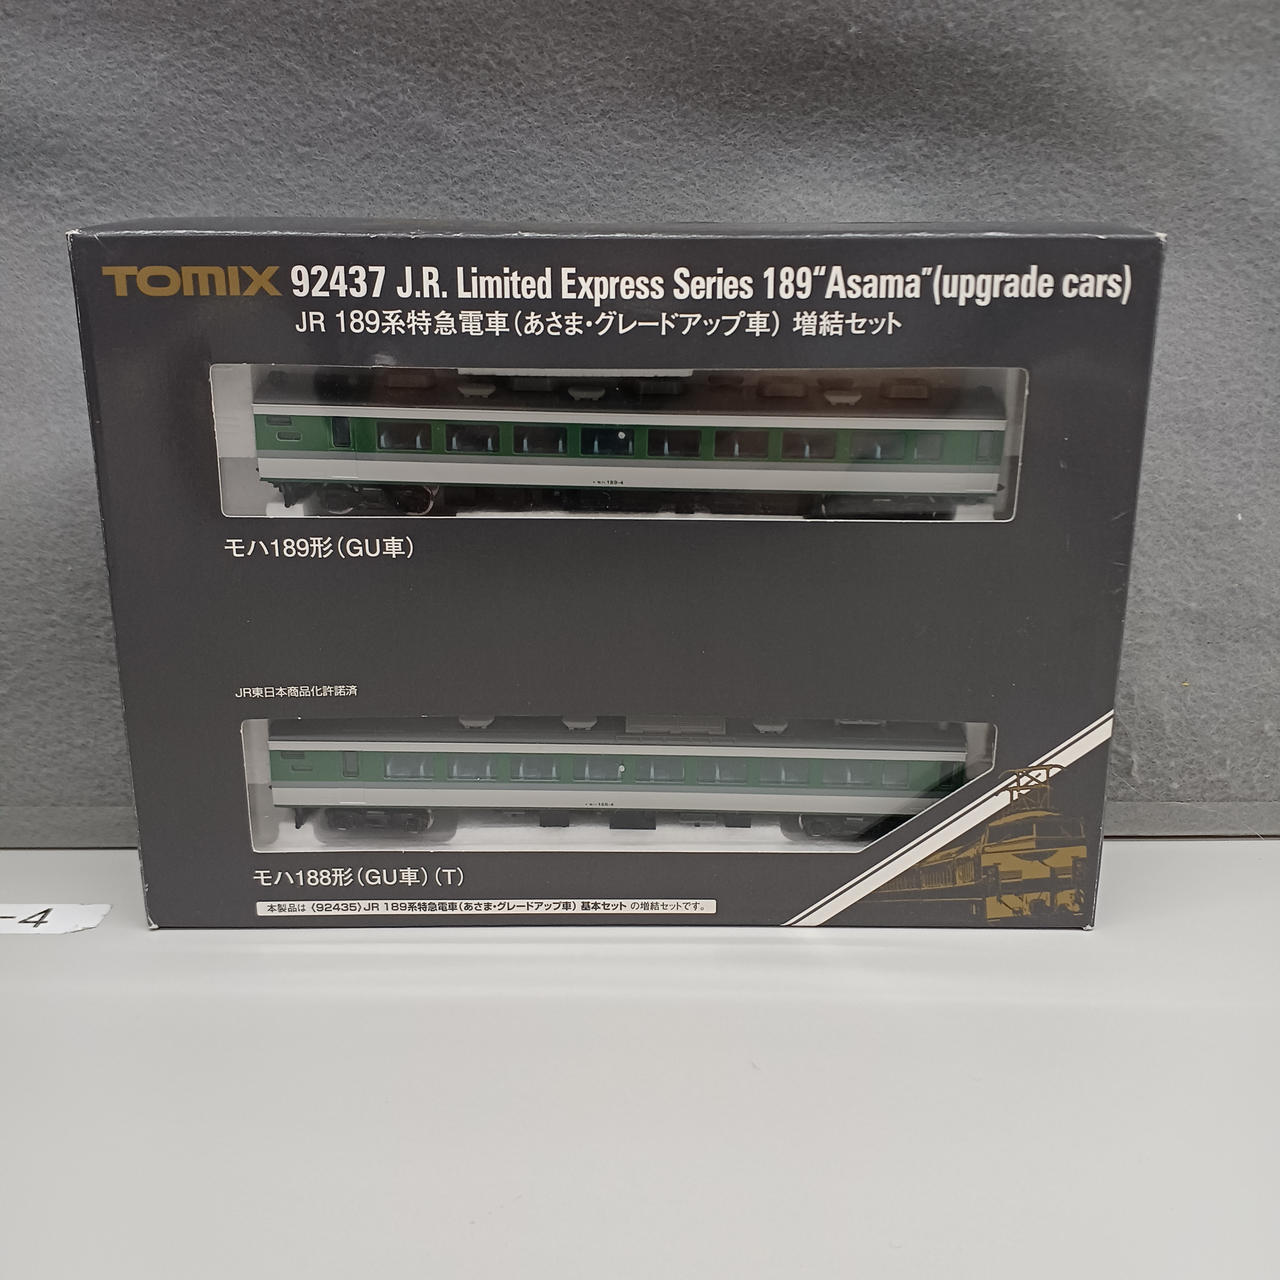 TOMIX 92437 J.R. Limited Express Series 189"Asama"(upgrade cars)
JR 189系特急電車(あさま・グレードアップ車) 増結セット
モハ189形(GU車)
JR東日本商品化許諾済
モハ188形(GU車)(T)
本製品は〈92435〉JR 189系特急電車(あさま・グレードアップ車) 基本セット の増結セットです。
-4